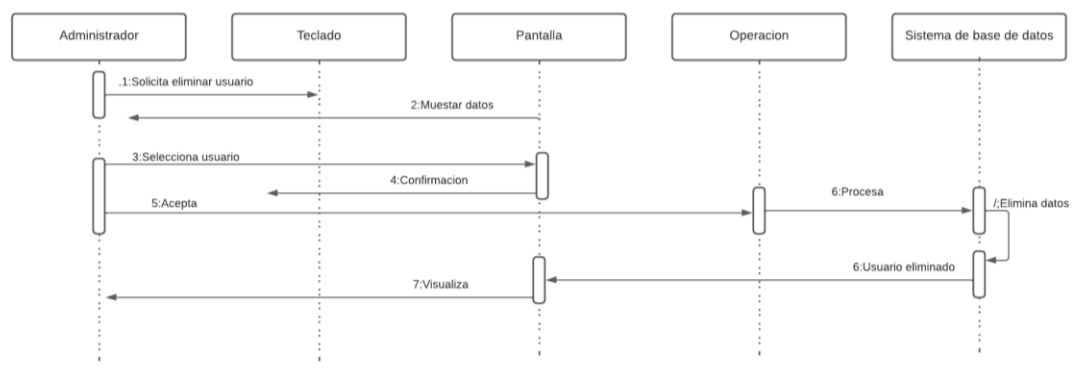 Administrador
Teclado
Pantalla
Operacion
Sistema de base de datos
.1:Solicita eliminar usuario
2:Muestar datos
3:Selecciona usuario
4:Confirmacion
5:Acepta
6:Procesa
/;Elimina datos
6:Usuario eliminado
7:Visualiza